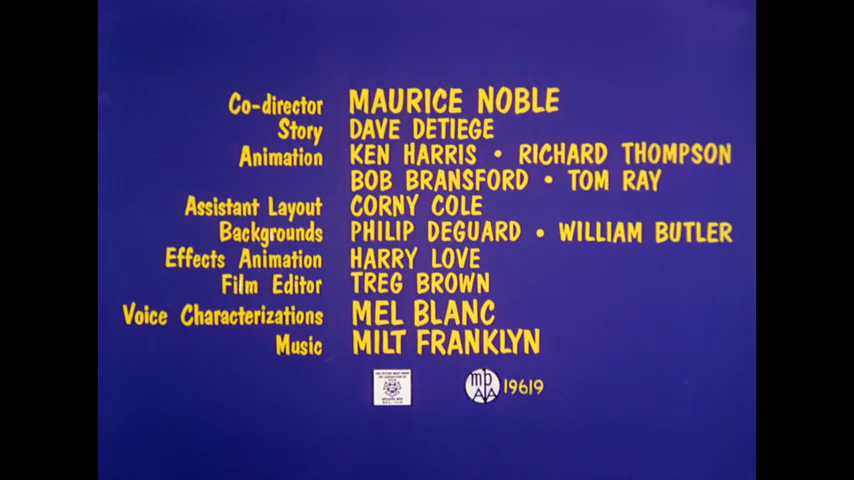 Co-director MAURICE NOBLE
Story DAVE DETIEGE
Animation KEN HARRIS • RICHARD THOMPSON
BOB BRANSFORD • TOM RAY
Assistant Layout CORNY COLE
Backgrounds PHILIP DEGUARD • WILLIAM BUTLER
Effects Animation HARRY LOVE
Film Editor TREG BROWN
Voice Characterizations MEL BLANC
Music MILT FRANKLYN
mpAA 19619